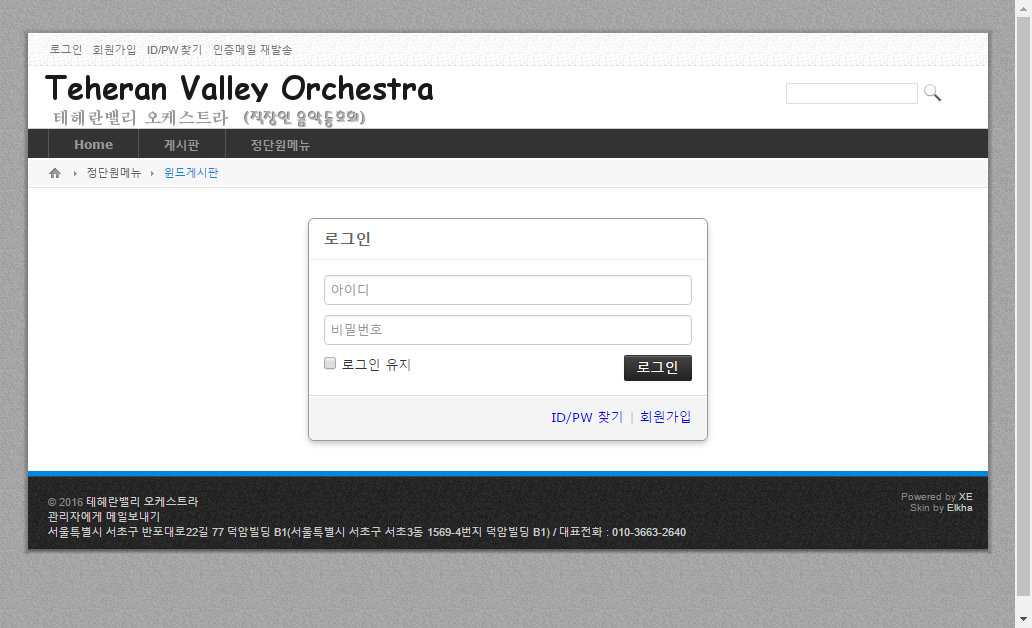 로그인 회원가입 ID/PW 찾기 인증메일 재발송
Teheran Valley Orchestra
테헤란밸리 오케스트라 (직장인 음악동호회)
Home 게시판 정단원메뉴
정단원메뉴 윈드게시판
로그인
아이디
비밀번호
로그인 유지 로그인
ID/PW 찾기 | 회원가입
© 2016 테헤란밸리 오케스트라
관리자에게 메일보내기
서울특별시 서초구 반포대로22길 77 덕암빌딩 B1(서울특별시 서초구 서초3동 1569-4번지 덕암빌딩 B1) / 대표전화 : 010-3663-2640
Powered by XE
Skin by Elkha